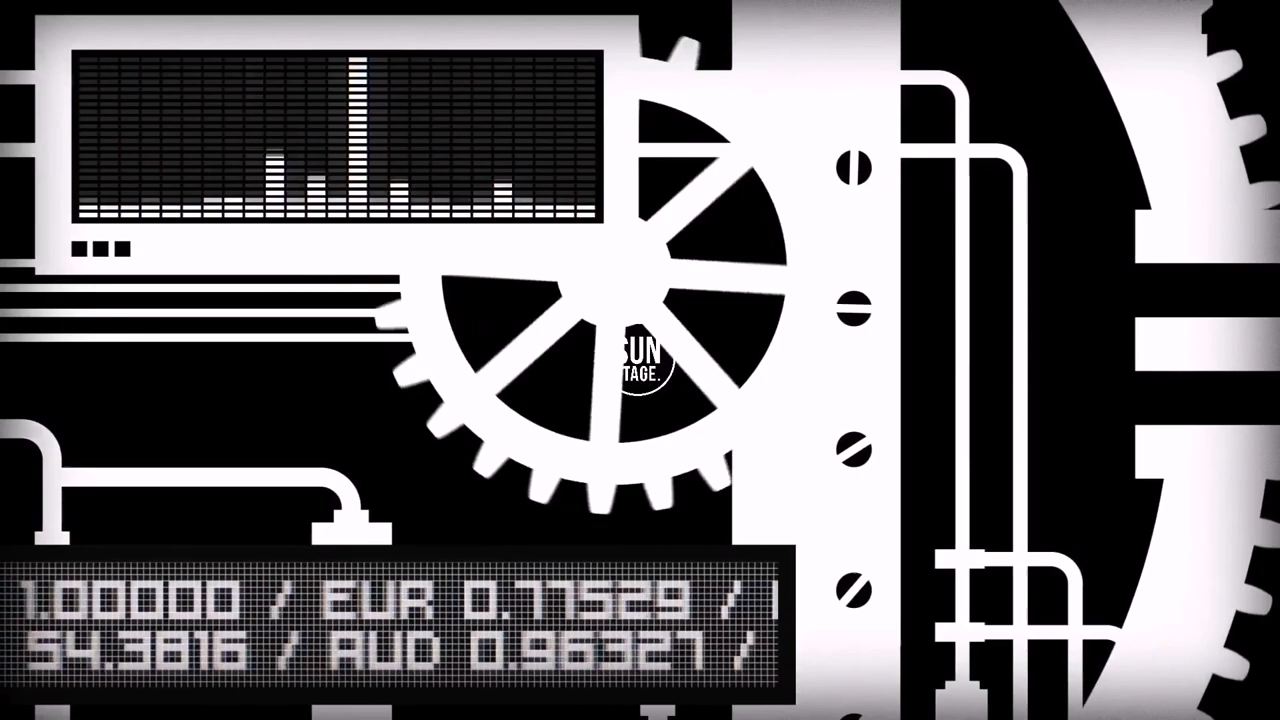 SUN
TAGE.
1.00000 / EUR 0.77529 /
54.3816 / AUD 0.96327 /